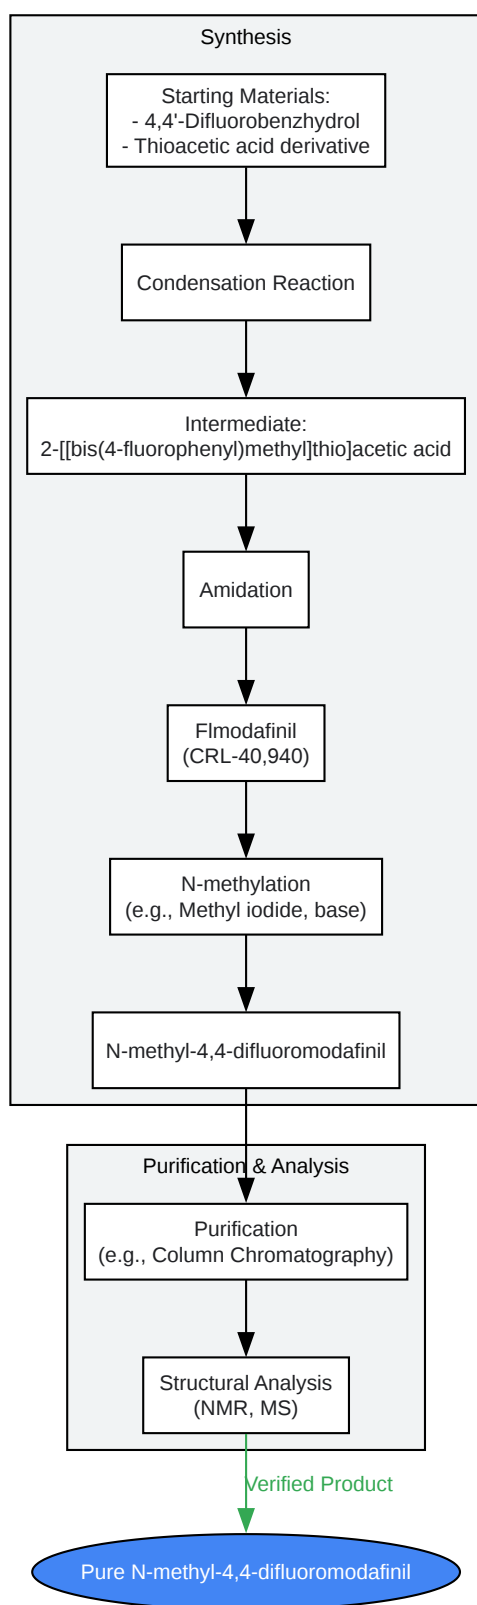 Synthesis
Starting Materials:
- 4,4'-Difluorobenzhydrol
- Thioacetic acid derivative
Condensation Reaction
Intermediate:
2-[[bis(4-fluorophenyl)methyl]thio]acetic acid
Amidation
Flmodafinil
(CRL-40,940)
N-methylation
(e.g., Methyl iodide, base)
N-methyl-4,4-difluoromodafinil
Purification & Analysis
Purification
(e.g., Column Chromatography)
Structural Analysis
(NMR, MS)
Verified Product
Pure N-methyl-4,4-difluoromodafinil